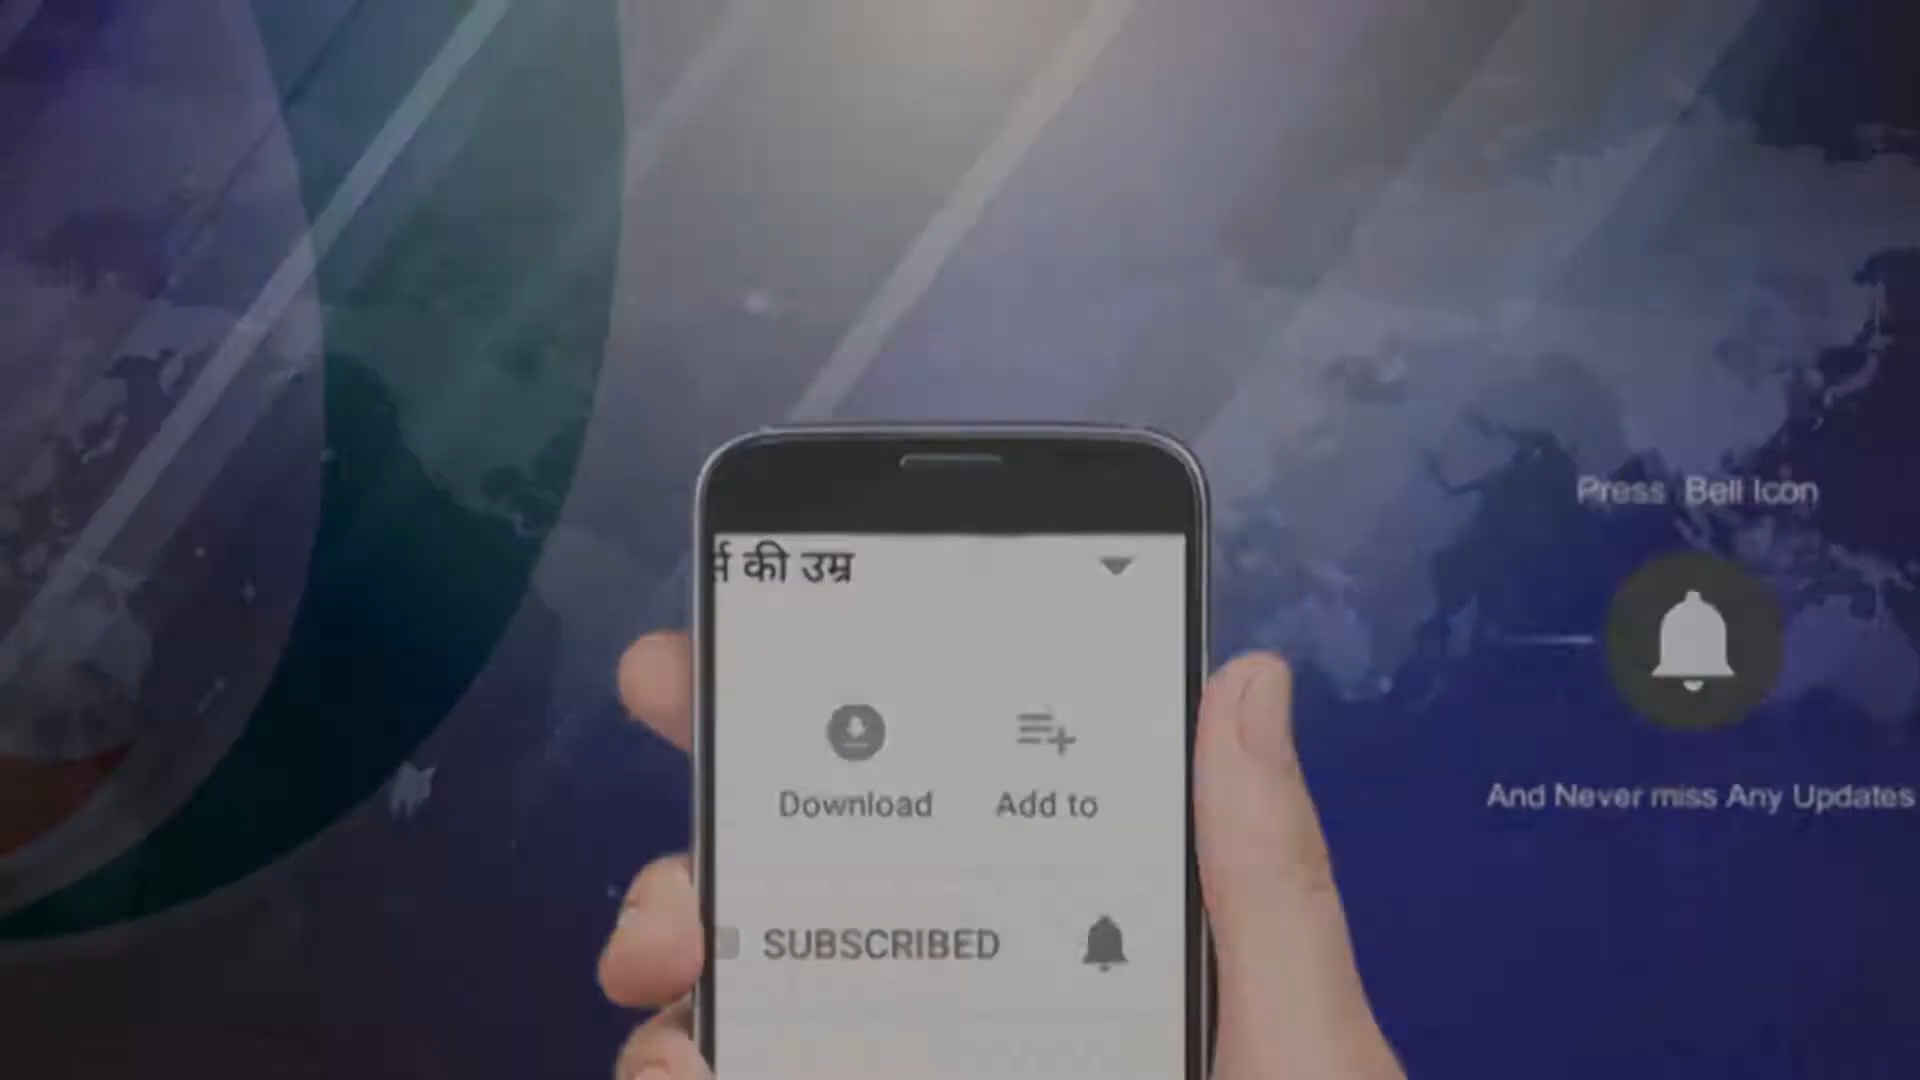 Press Bell Icon
की उम्र
Download
Add to
And Never miss Any Updates
SUBSCRIBED